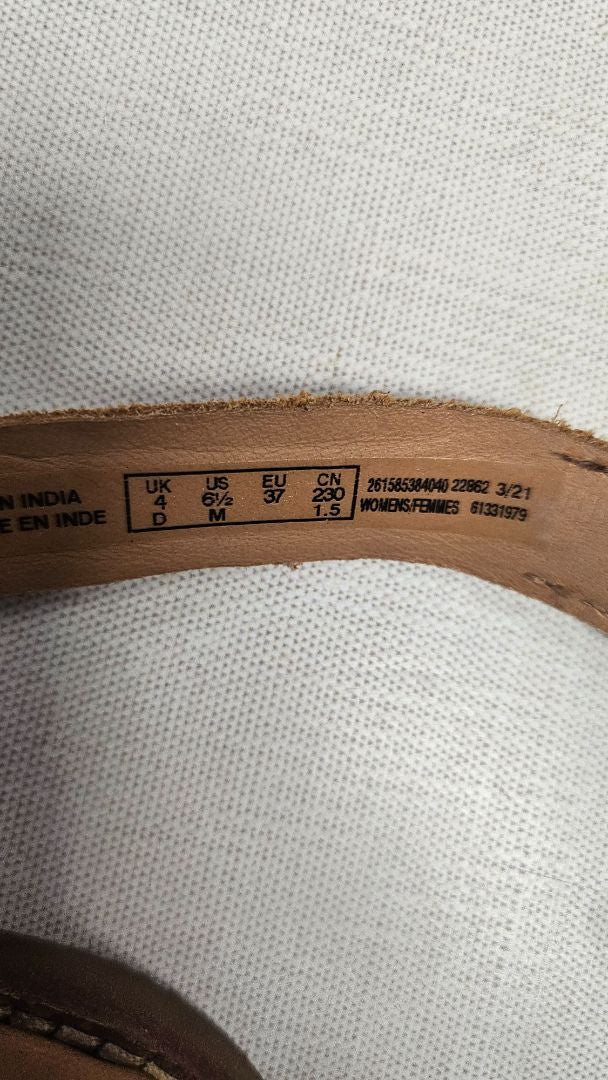 N INDIA
E EN INDE
UK US EU CN
4 6½ 37 230
D M 1.5
261585384040 22862 3/21
WOMENS/FEMMES 61331979